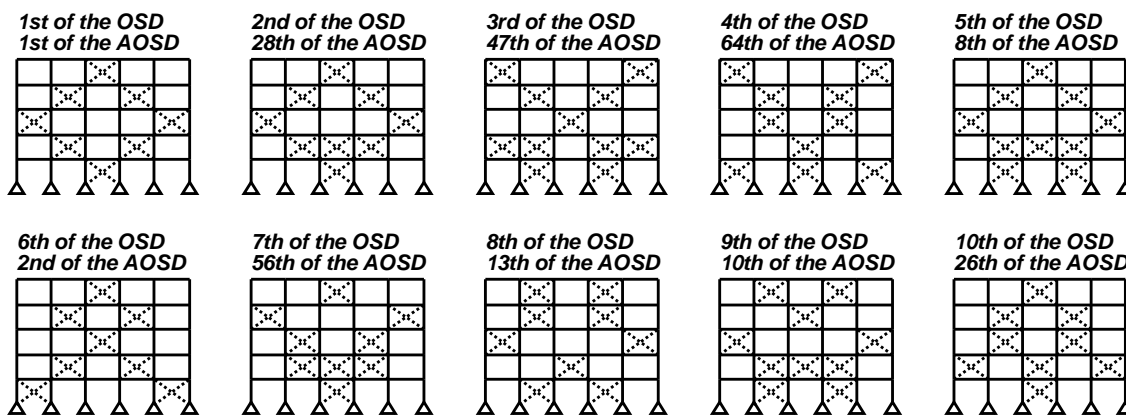 1st of the OSD
1st of the AOSD
2nd of the OSD
28th of the AOSD
3rd of the OSD
47th of the AOSD
4th of the OSD
64th of the AOSD
5th of the OSD
8th of the AOSD
6th of the OSD
2nd of the AOSD
7th of the OSD
56th of the AOSD
8th of the OSD
13th of the AOSD
9th of the OSD
10th of the AOSD
10th of the OSD
26th of the AOSD